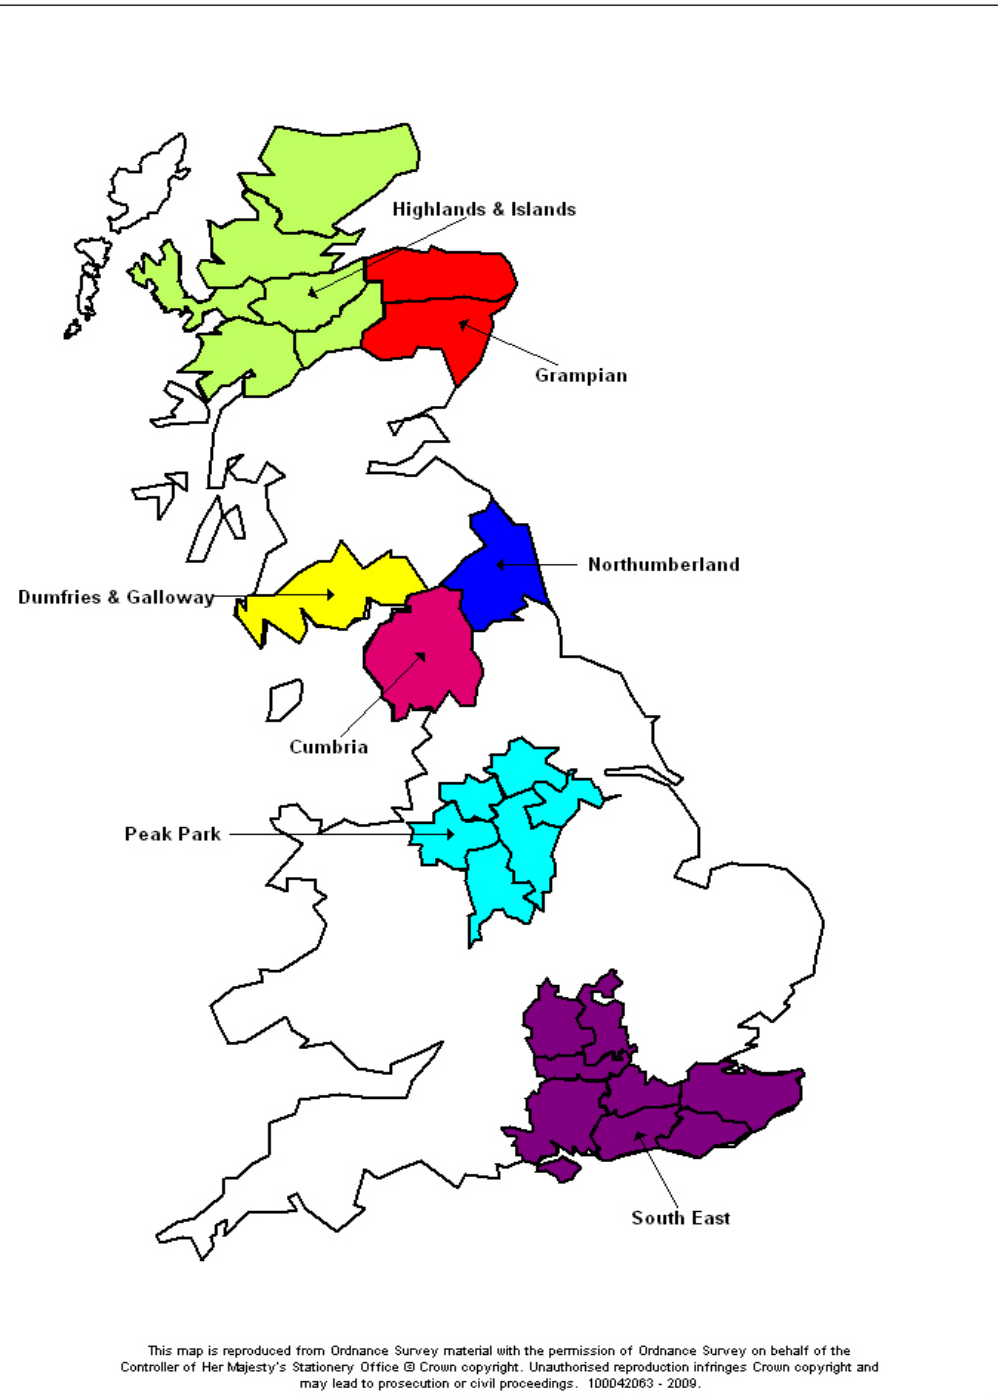 Highlands & Islands
Grampian
Northumberland
Dumfries & Galloway
Cumbria
Peak Park
South East
This map is reproduced from Ordnance Survey material with the permission of Ordnance Survey on behalf of the
Controller of Her Majesty's Stationery Office @ Crown copyright. Unauthorised reproduction infringes Crown copyright and
may lead to prosecution or civil proceedings. 100042063 - 2009.